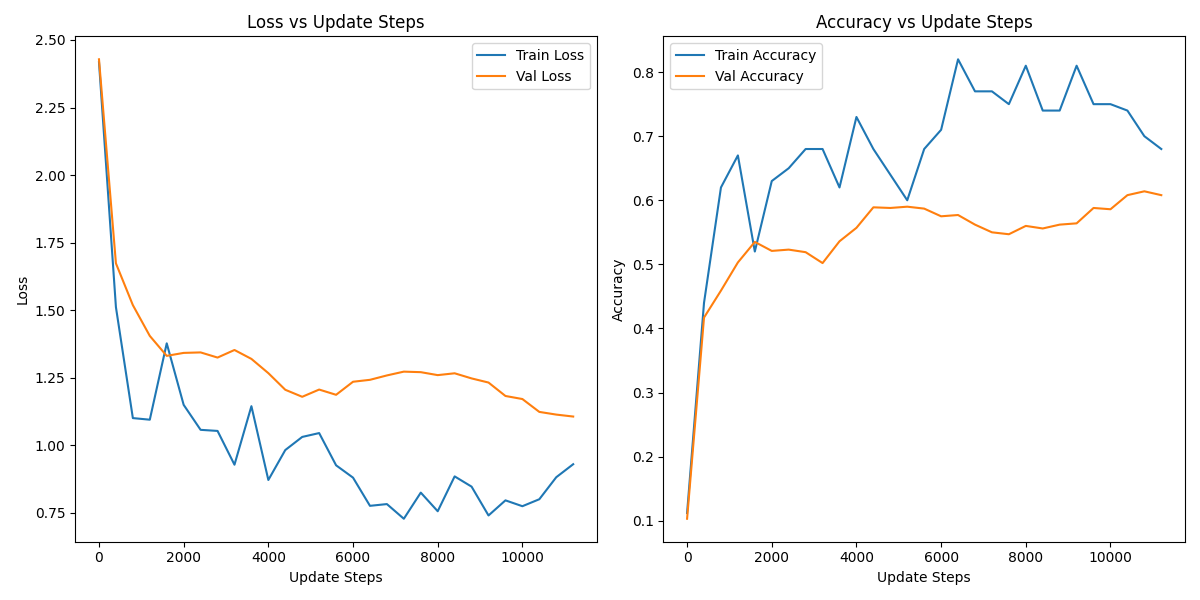 Loss vs Update Steps
Train Loss
Val Loss
2.50
2.25
2.00
1.75
1.50
1.25
1.00
0.75
Loss
0 2000 4000 6000 8000 10000
Update Steps
Accuracy vs Update Steps
Train Accuracy
Val Accuracy
0.8
0.7
0.6
0.5
0.4
0.3
0.2
0.1
Accuracy
0 2000 4000 6000 8000 10000
Update Steps